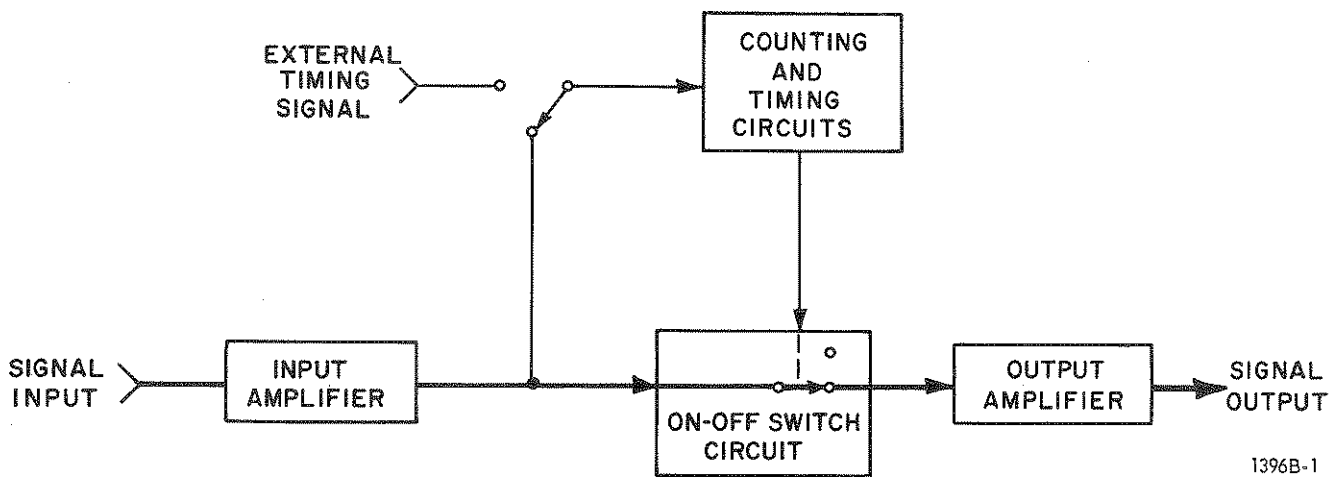 EXTERNAL
TIMING
SIGNAL
COUNTING
AND
TIMING
CIRCUITS
SIGNAL
INPUT
INPUT
AMPLIFIER
ON-OFF SWITCH
CIRCUIT
OUTPUT
AMPLIFIER
SIGNAL
OUTPUT
1396B-1